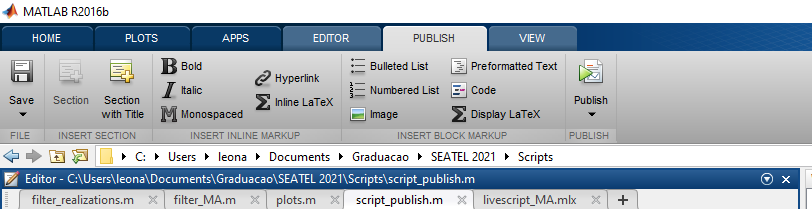 MATLAB R2016b
HOME PLOTS APPS EDITOR PUBLISH VIEW
Save
Section
Section with Title
B Bold
I Italic
M Monospaced
Hyperlink
Σ Inline LaTeX
Bulleted List
Numbered List
Image
Preformatted Text
Code
Σ Display LaTeX
Publish
FILE INSERT SECTION INSERT INLINE MARKUP INSERT BLOCK MARKUP PUBLISH
C: Users leona Documents Graduacao SEATEL 2021 Scripts
Editor - C:\Users\leona\Documents\Graduacao\SEATEL 2021\Scripts\script_publish.m
filter_realizations.m filter_MA.m plots.m script_publish.m livescript_MA.mlx